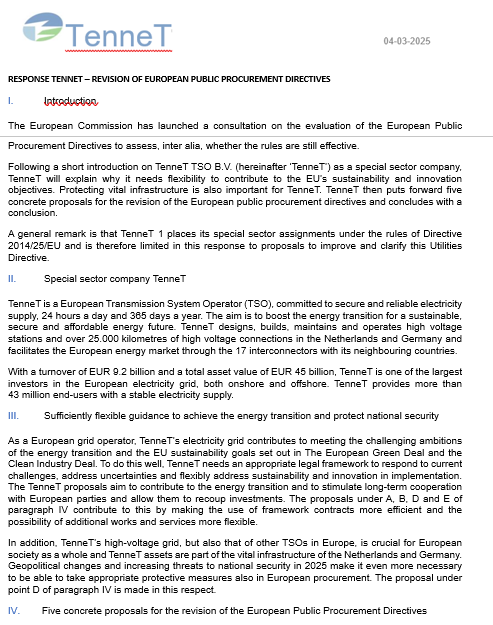 TenneT
04-03-2025
RESPONSE TENNET – REVISION OF EUROPEAN PUBLIC PROCUREMENT DIRECTIVES
I. Introduction
The European Commission has launched a consultation on the evaluation of the European Public
Procurement Directives to assess, inter alia, whether the rules are still effective.
Following a short introduction on TenneT TSO B.V. (hereinafter 'TenneT') as a special sector company,
TenneT will explain why it needs flexibility to contribute to the EU's sustainability and innovation
objectives. Protecting vital infrastructure is also important for TenneT. TenneT then puts forward five
concrete proposals for the revision of the European public procurement directives and concludes with a
conclusion.
A general remark is that TenneT 1 places its special sector assignments under the rules of Directive
2014/25/EU and is therefore limited in this response to proposals to improve and clarify this Utilities
Directive.
II. Special sector company TenneT
TenneT is a European Transmission System Operator (TSO), committed to secure and reliable electricity
supply, 24 hours a day and 365 days a year. The aim is to boost the energy transition for a sustainable,
secure and affordable energy future. TenneT designs, builds, maintains and operates high voltage
stations and over 25.000 kilometres of high voltage connections in the Netherlands and Germany and
facilitates the European energy market through the 17 interconnectors with its neighbouring countries.
With a turnover of EUR 9.2 billion and a total asset value of EUR 45 billion, TenneT is one of the largest
investors in the European electricity grid, both onshore and offshore. TenneT provides more than
43 million end-users with a stable electricity supply.
III. Sufficiently flexible guidance to achieve the energy transition and protect national security
As a European grid operator, TenneT's electricity grid contributes to meeting the challenging ambitions
of the energy transition and the EU sustainability goals set out in The European Green Deal and the
Clean Industry Deal. To do this well, TenneT needs an appropriate legal framework to respond to current
challenges, address uncertainties and flexibly address sustainability and innovation in implementation.
The TenneT proposals aim to contribute to the energy transition and to stimulate long-term cooperation
with European parties and allow them to recoup investments. The proposals under A, B, D and E of
paragraph IV contribute to this by making the use of framework contracts more efficient and the
possibility of additional works and services more flexible.
In addition, TenneT's high-voltage grid, but also that of other TSOs in Europe, is crucial for European
society as a whole and TenneT assets are part of the vital infrastructure of the Netherlands and Germany.
Geopolitical changes and increasing threats to national security in 2025 make it even more necessary
to be able to take appropriate protective measures also in European procurement. The proposal under
point D of paragraph IV is made in this respect.
IV. Five concrete proposals for the revision of the European Public Procurement Directives